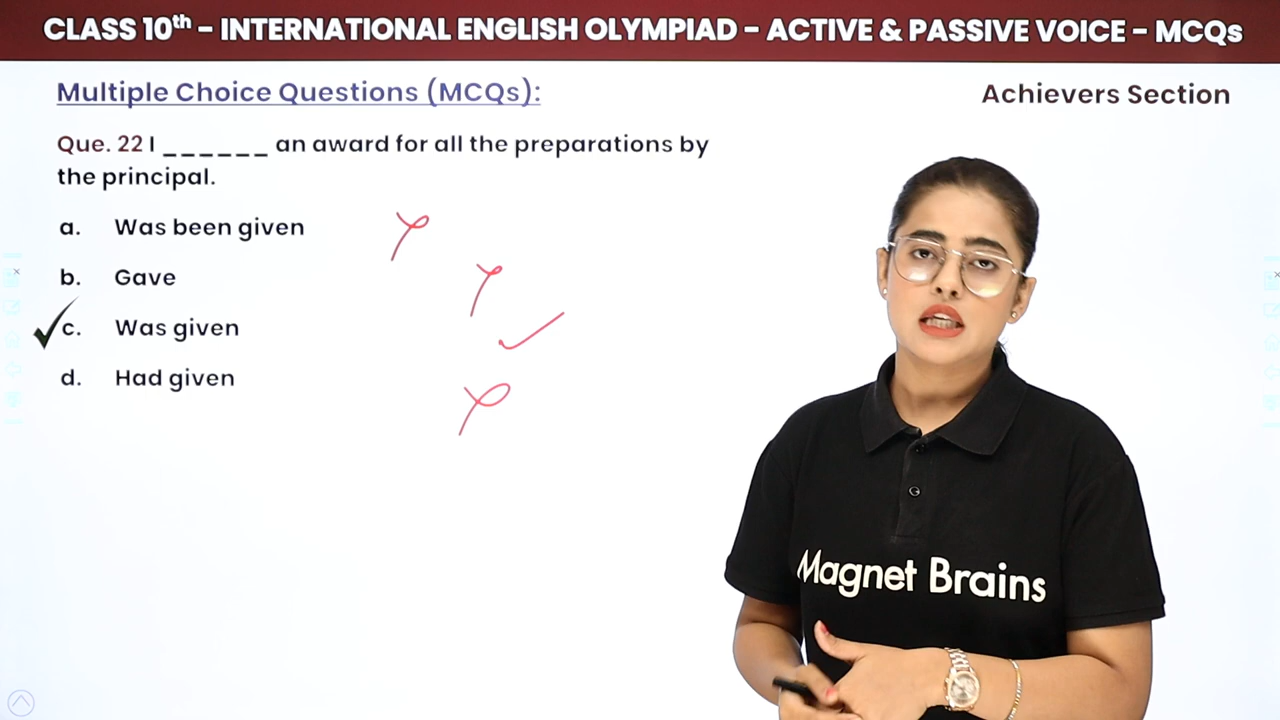 CLASS 10th – INTERNATIONAL ENGLISH OLYMPIAD – ACTIVE & PASSIVE VOICE – MCQs
Multiple Choice Questions (MCQs):
Achievers Section
Que. 22 I ______ an award for all the preparations by
the principal.
a. Was been given
b. Gave
c. Was given
d. Had given
Magnet Brains